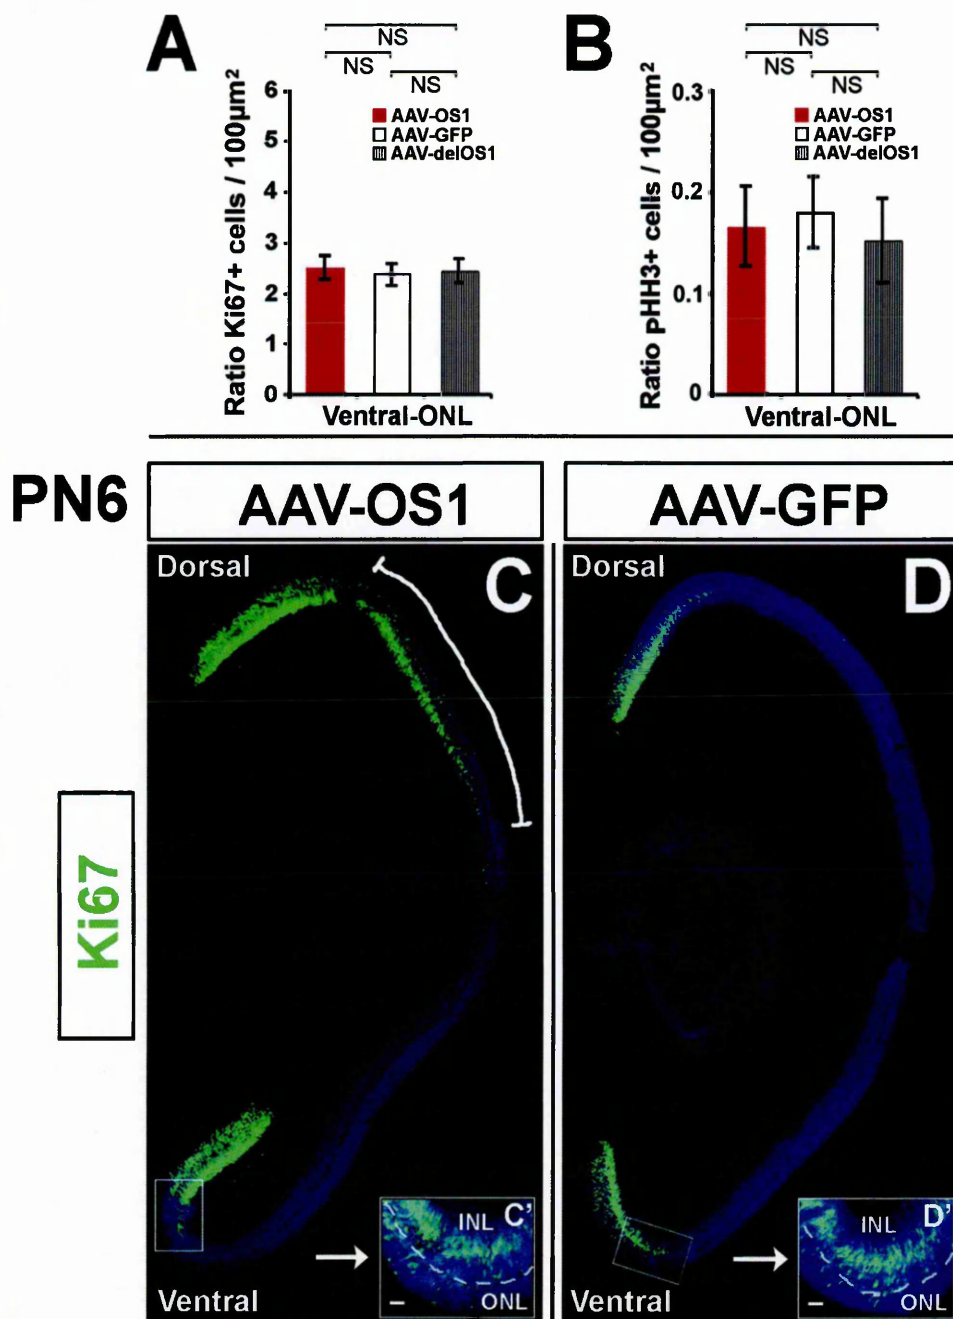 A
NS
NS
NS
Ratio Ki67+ cells / 100µm²
6
5
4
3
2
1
0
AAV-OS1
AAV-GFP
AAV-delOS1
Ventral-ONL
B
NS
NS
NS
Ratio pHH3+ cells / 100µm²
0.3
0.2
0.1
0
AAV-OS1
AAV-GFP
AAV-delOS1
Ventral-ONL
PN6
AAV-OS1
AAV-GFP
Ki67
Dorsal
C
Ventral
INL
C'
ONL
Dorsal
D
Ventral
INL
D'
ONL